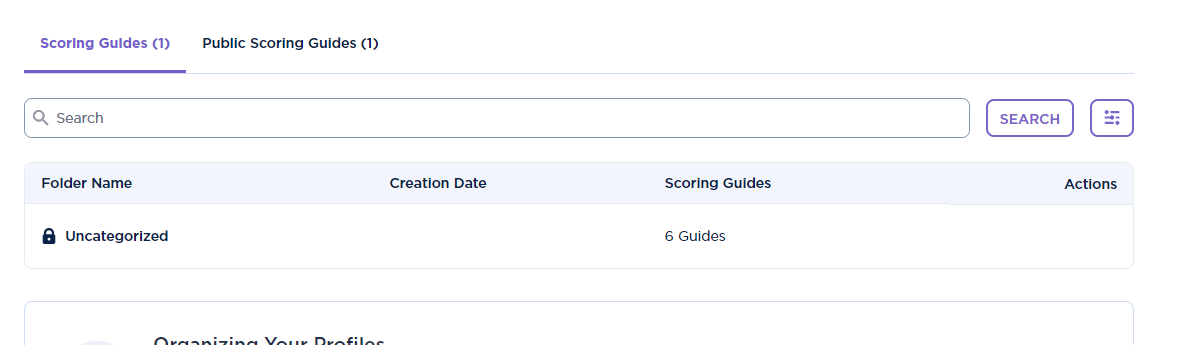 Scoring Guides (1) Public Scoring Guides (1)
Search SEARCH
Folder Name Creation Date Scoring Guides Actions
Uncategorized 6 Guides
Organizing Your Profiles